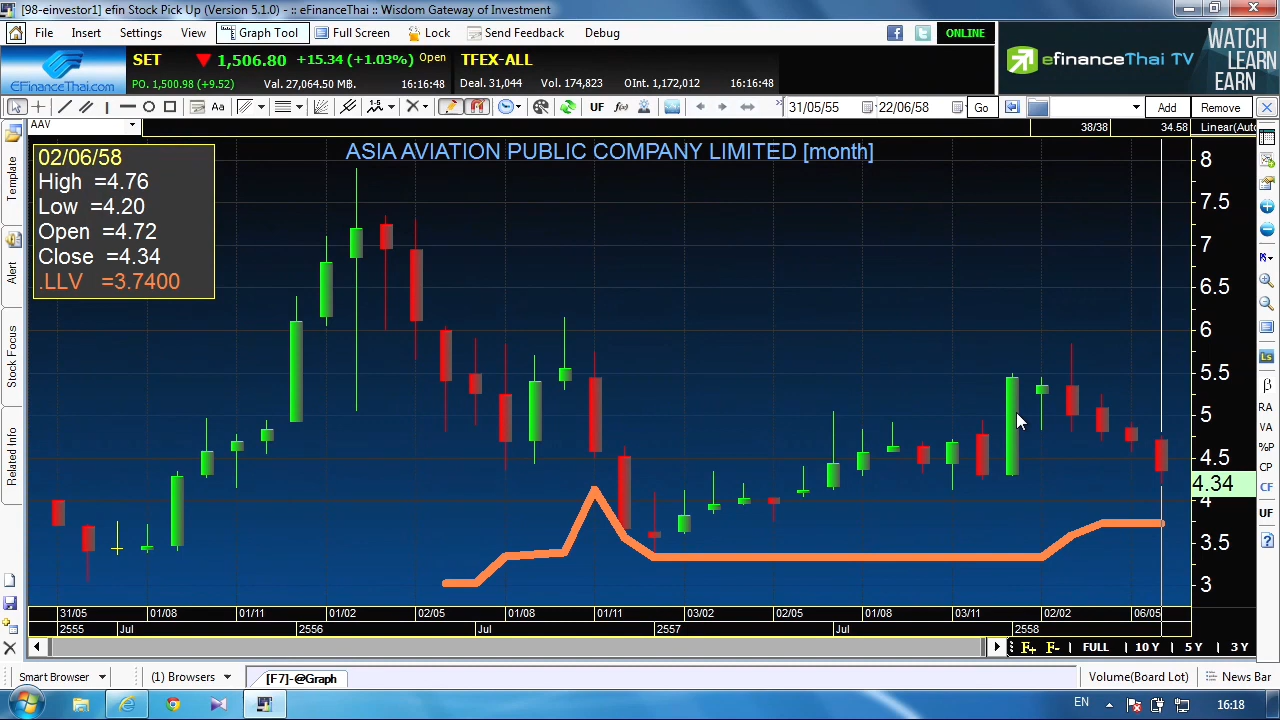 [98-einvestor1] efin Stock Pick Up (Version 5.1.0) - :: eFinanceThai :: Wisdom Gateway of Investment
File Insert Settings View Graph Tool Full Screen Lock Send Feedback Debug ONLINE
EFinanceThai.com
SET 1,506.80 +15.34 (+1.03%) Open
PO. 1,500.98 (+9.52) Val. 27,064.50 MB. 16:16:48
TFEX-ALL
Deal. 31,044 Vol. 174,823 OInt. 1,172,012 16:16:48
efinanceThai TV
WATCH
LEARN
EARN
Aa UF f(x) 31/05/55 22/06/58 Go Add Remove
AAV 38/38 34.58 Linear(Auto
ASIA AVIATION PUBLIC COMPANY LIMITED [month]
02/06/58
High =4.76
Low =4.20
Open =4.72
Close =4.34
.LLV =3.7400
Template
Alert
Stock Focus
Related Info
8
7.5
7
6.5
6
5.5
5
4.5
4.34
4
3.5
3
Ls
β
RA
VA
%P
CP
CF
UF
31/05 01/08 01/11 01/02 02/05 01/08 01/11 03/02 02/05 01/08 03/11 02/02 06/05
2555 Jul 2556 Jul 2557 Jul 2558
F+ F- FULL 10 Y 5 Y 3 Y
Smart Browser (1) Browsers [F7]-@Graph Volume(Board Lot) News Bar
EN 16:18